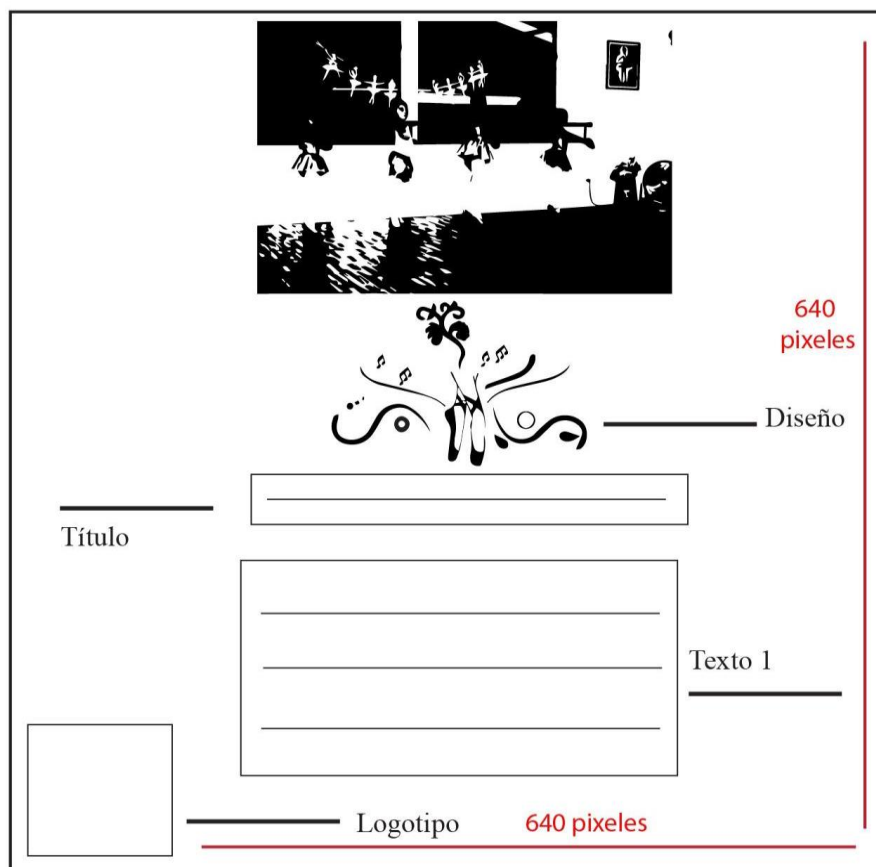 640
pixeles
Diseño
Título
Texto 1
Logotipo
640 pixeles